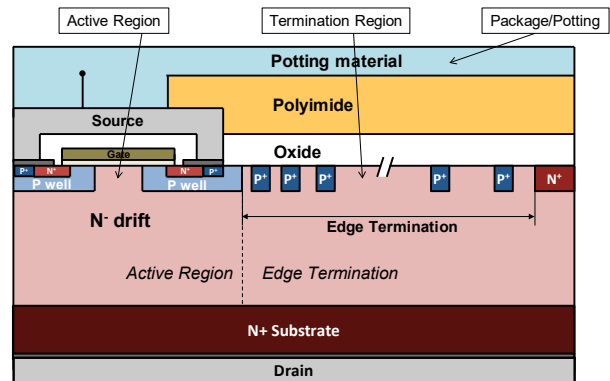 Active Region
Termination Region
Package/Potting
Potting material
Polyimide
Source
Gate
Oxide
P+ N+ N+ P+ P+ P+ P+ P+ P+ N+
P well P well
N- drift
Edge Termination
Active Region Edge Termination
N+ Substrate
Drain